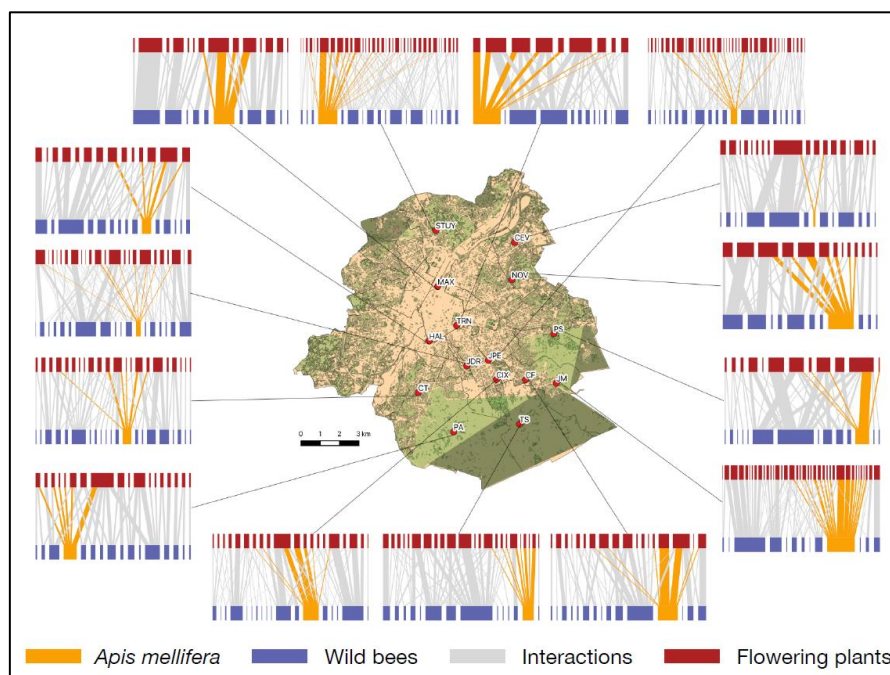 STUY
CEV
NOV
MAX
TRN
PS
HAL
JPE
JDR
CIX
CF
JM
CT
TS
PA
0 1 2 3 km
Apis mellifera
Wild bees
Interactions
Flowering plants